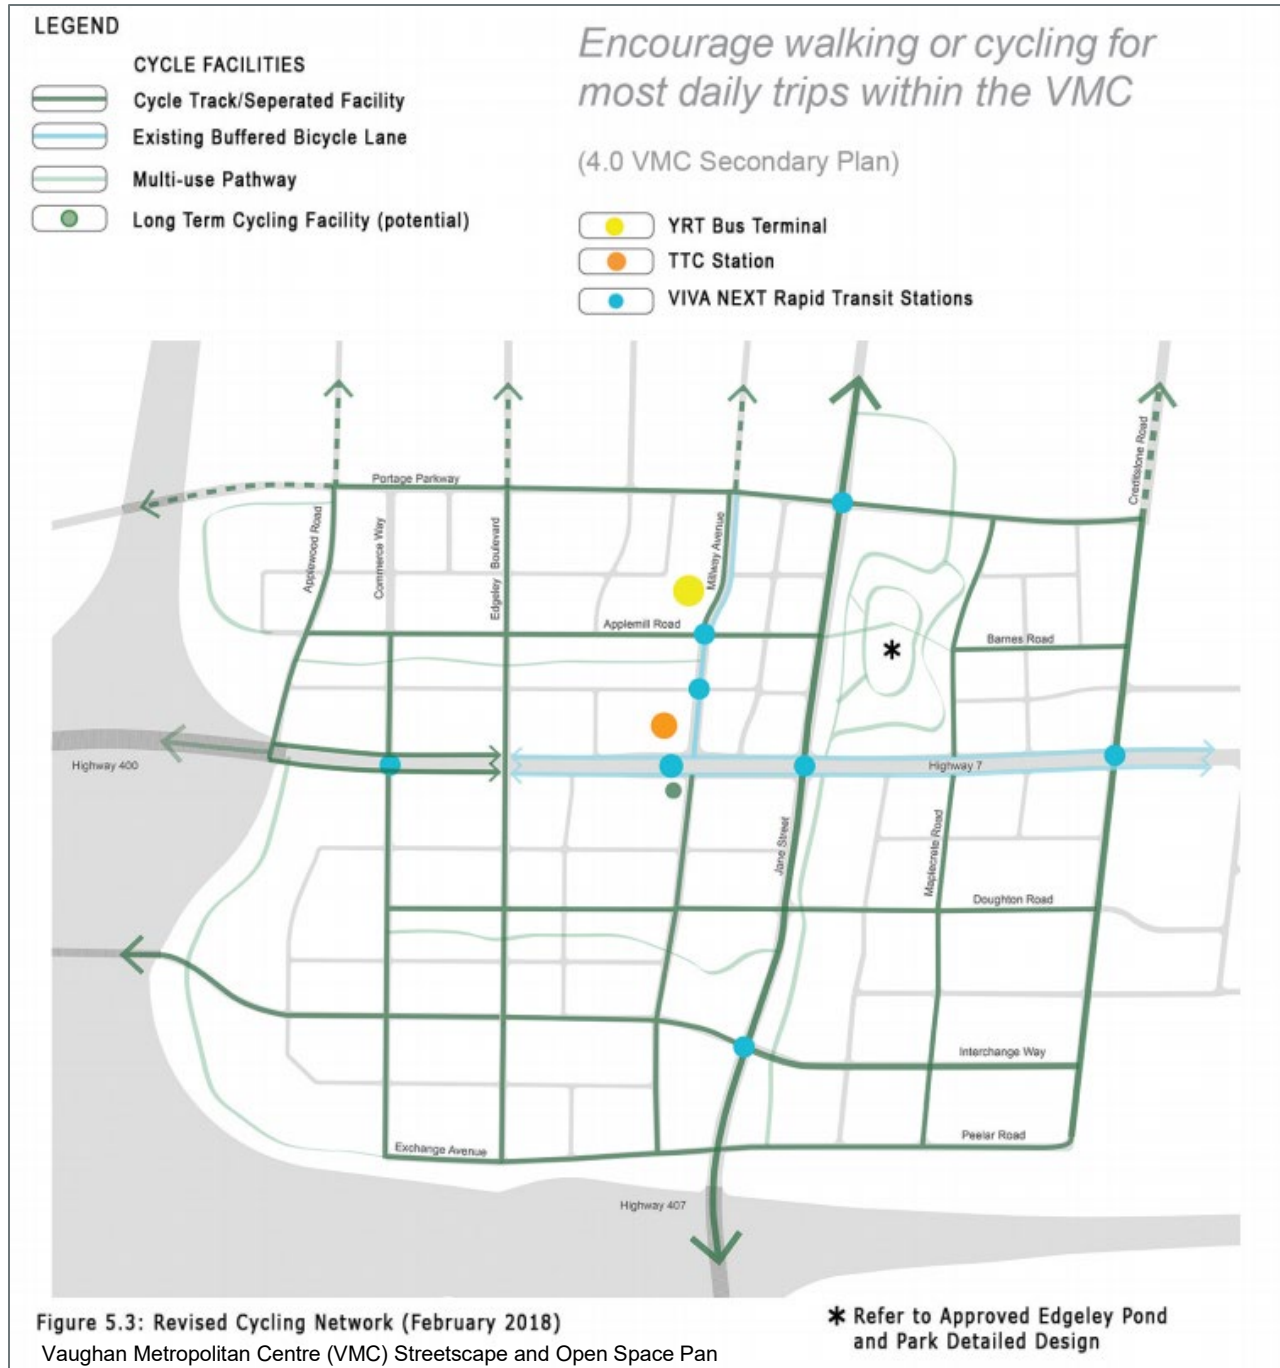 LEGEND
CYCLE FACILITIES
Cycle Track/Seperated Facility
Existing Buffered Bicycle Lane
Multi-use Pathway
Long Term Cycling Facility (potential)
Encourage walking or cycling for
most daily trips within the VMC
(4.0 VMC Secondary Plan)
YRT Bus Terminal
TTC Station
VIVA NEXT Rapid Transit Stations
Portage Parkway
Creditstone Road
Applewood Road
Commerce Way
Edgeley Boulevard
Millway Avenue
Applemill Road
Barnes Road
*
Highway 400
Highway 7
Jane Street
Maplecrete Road
Doughton Road
Interchange Way
Exchange Avenue
Peelar Road
Highway 407
Figure 5.3: Revised Cycling Network (February 2018)
Vaughan Metropolitan Centre (VMC) Streetscape and Open Space Pan
* Refer to Approved Edgeley Pond
and Park Detailed Design